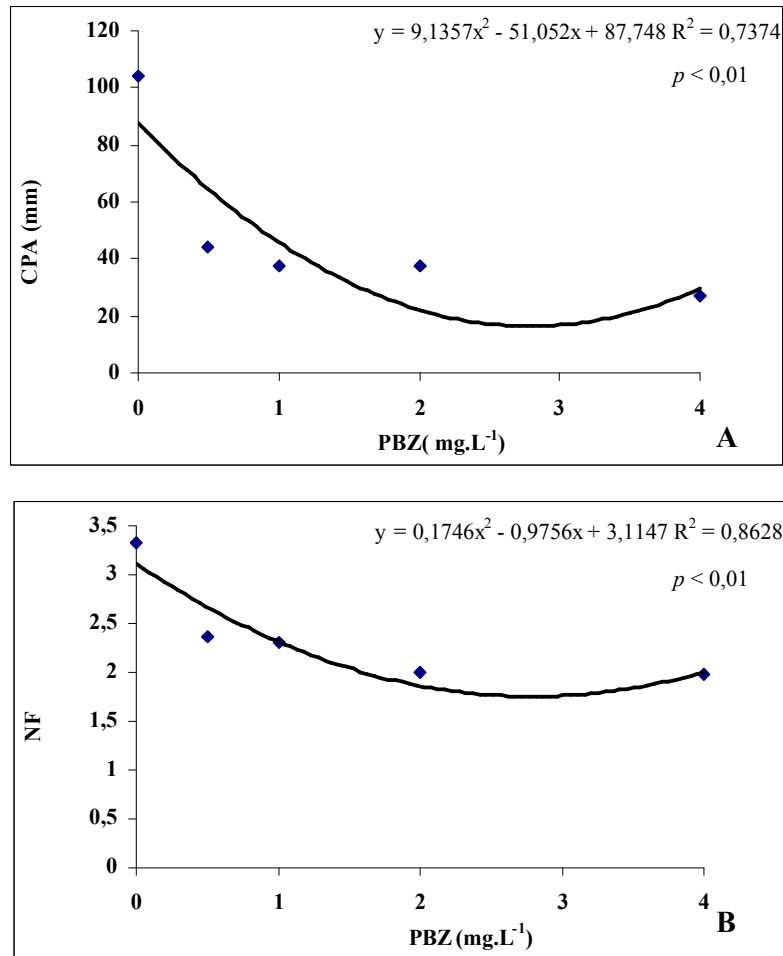 y = 9,1357x² - 51,052x + 87,748 R² = 0,7374
p < 0,01
120
100
80
60
40
20
0
CPA (mm)
0 1 2 3 4
PBZ( mg.L⁻¹)
A
y = 0,1746x² - 0,9756x + 3,1147 R² = 0,8628
p < 0,01
3,5
3
2,5
2
1,5
1
0,5
0
NF
0 1 2 3 4
PBZ (mg.L⁻¹)
B